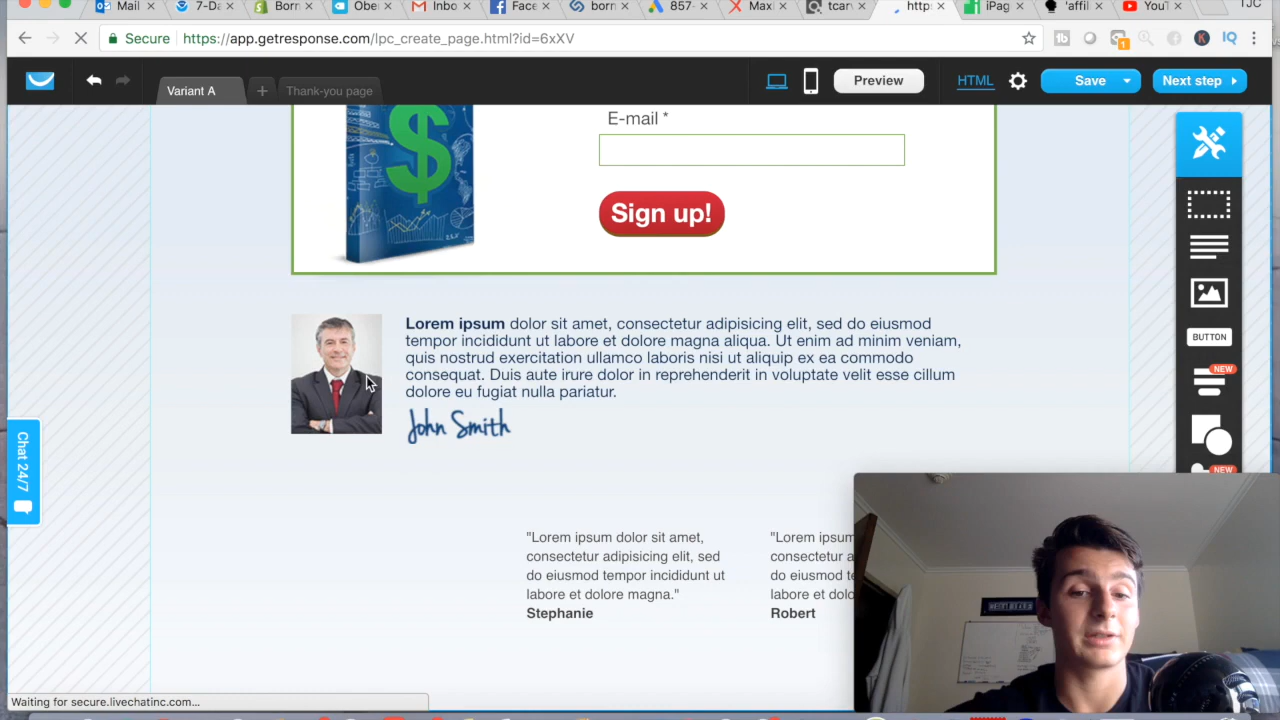 Mail
7-Da
Born
Ober
Inbo
Face
born
857-
Maxi
tcarv
https
iPag
'affil
YouT
TJC
Secure https://app.getresponse.com/lpc_create_page.html?id=6xXV
Variant A + Thank-you page Preview HTML Save Next step
E-mail *
Sign up!
Lorem ipsum dolor sit amet, consectetur adipisicing elit, sed do eiusmod
tempor incididunt ut labore et dolore magna aliqua. Ut enim ad minim veniam,
quis nostrud exercitation ullamco laboris nisi ut aliquip ex ea commodo
consequat. Duis aute irure dolor in reprehenderit in voluptate velit esse cillum
dolore eu fugiat nulla pariatur.
John Smith
BUTTON
NEW
NEW
Chat 24/7
"Lorem ipsum dolor sit amet,
consectetur adipisicing elit, sed
do eiusmod tempor incididunt ut
labore et dolore magna."
Stephanie
"Lorem ipsum
consectetur a
do eiusmod te
labore et dolo
Robert
Waiting for secure.livechatinc.com...